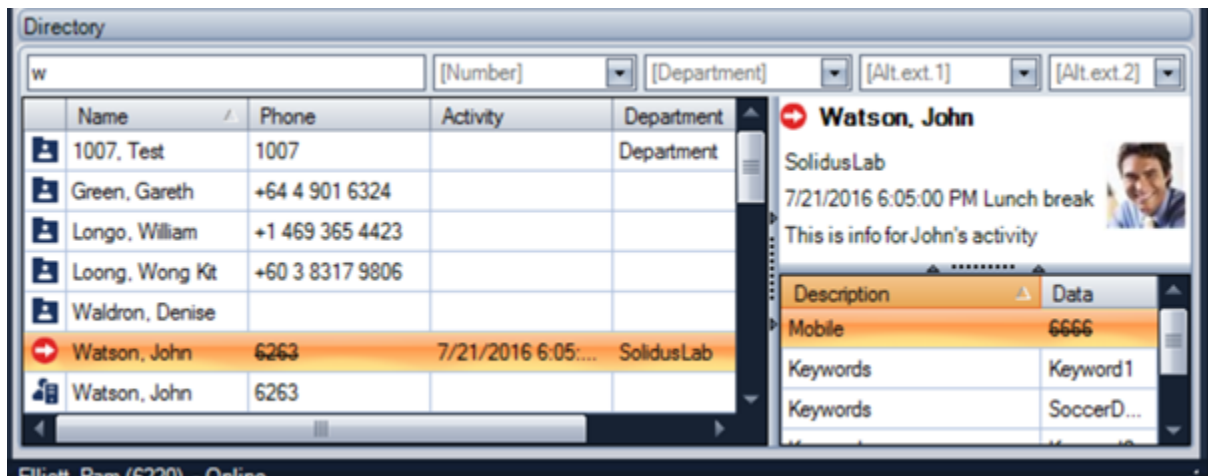 Directory
w [Number] [Department] [Alt.ext.1] [Alt.ext.2]
Name Phone Activity Department
1007, Test 1007 Department
Green, Gareth +64 4 901 6324
Longo, William +1 469 365 4423
Loong, Wong Kit +60 3 8317 9806
Waldron, Denise
Watson, John 6263 7/21/2016 6:05:... SolidusLab
Watson, John 6263
Watson, John
SolidusLab
7/21/2016 6:05:00 PM Lunch break
This is info for John's activity
Description Data
Mobile 6666
Keywords Keyword1
Keywords SoccerD...